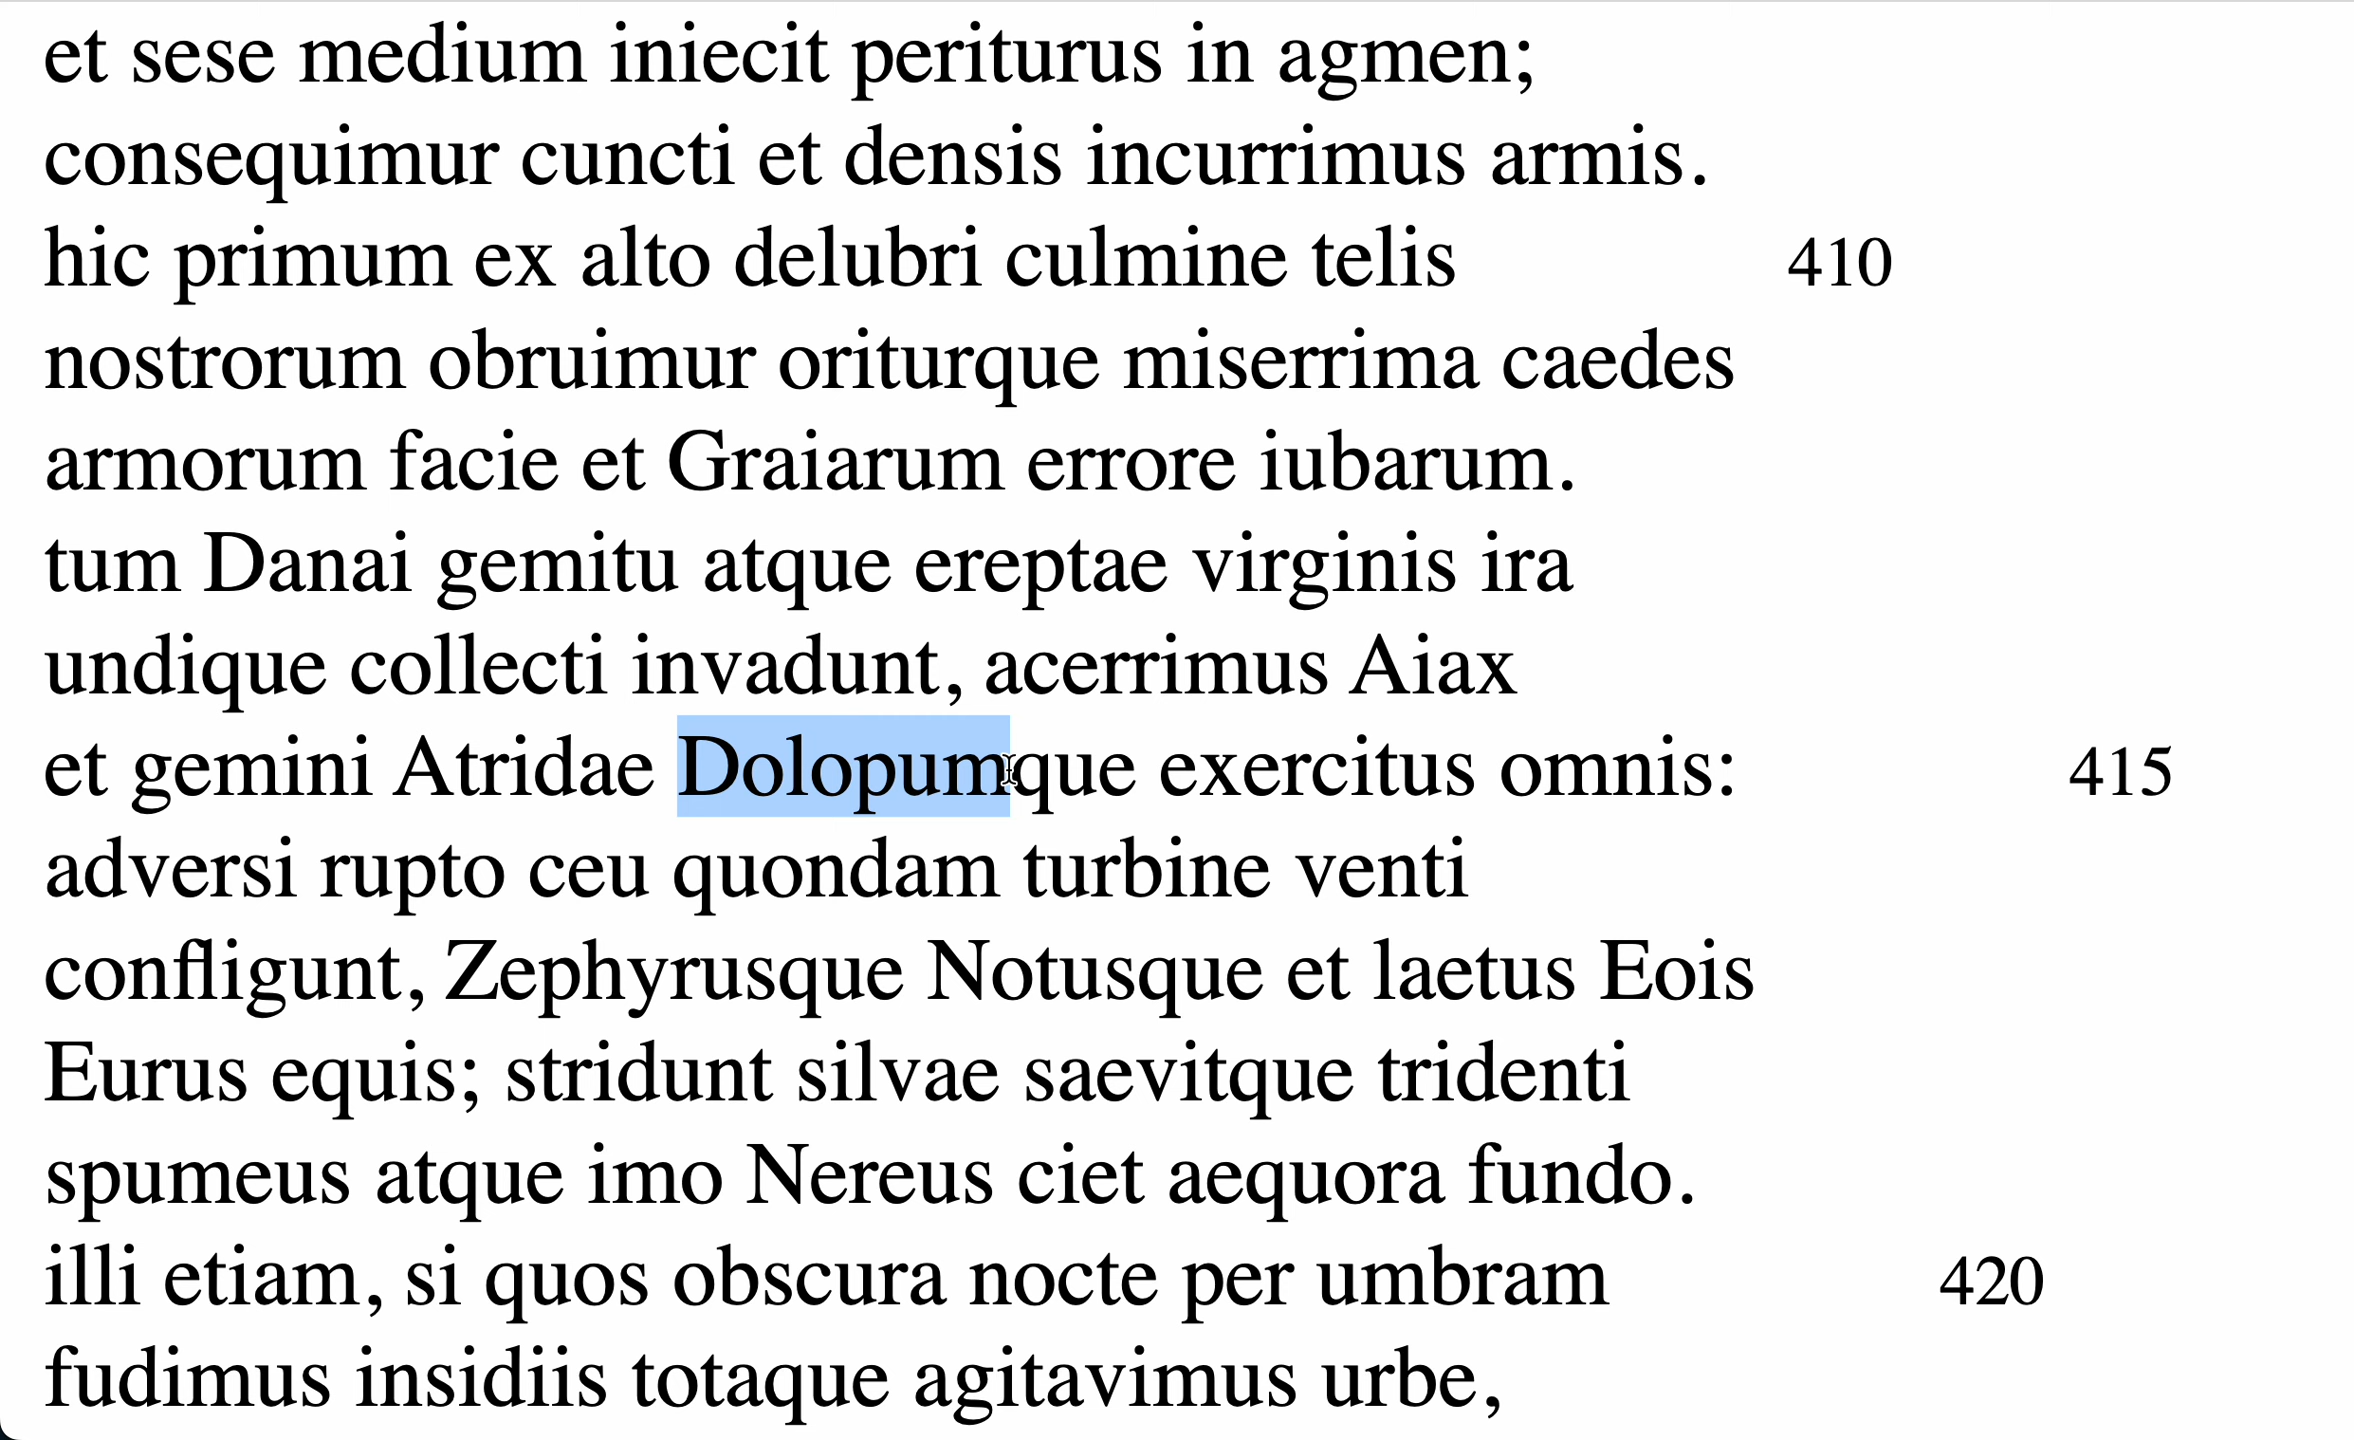 et sese medium iniecit periturus in agmen;
consequimur cuncti et densis incurrimus armis.
hic primum ex alto delubri culmine telis 410
nostrorum obruimur oriturque miserrima caedes
armorum facie et Graiarum errore iubarum.
tum Danai gemitu atque ereptae virginis ira
undique collecti invadunt, acerrimus Aiax
et gemini Atridae Dolopumque exercitus omnis: 415
adversi rupto ceu quondam turbine venti
confligunt, Zephyrusque Notusque et laetus Eois
Eurus equis; stridunt silvae saevitque tridenti
spumeus atque imo Nereus ciet aequora fundo.
illi etiam, si quos obscura nocte per umbram 420
fudimus insidiis totaque agitavimus urbe,